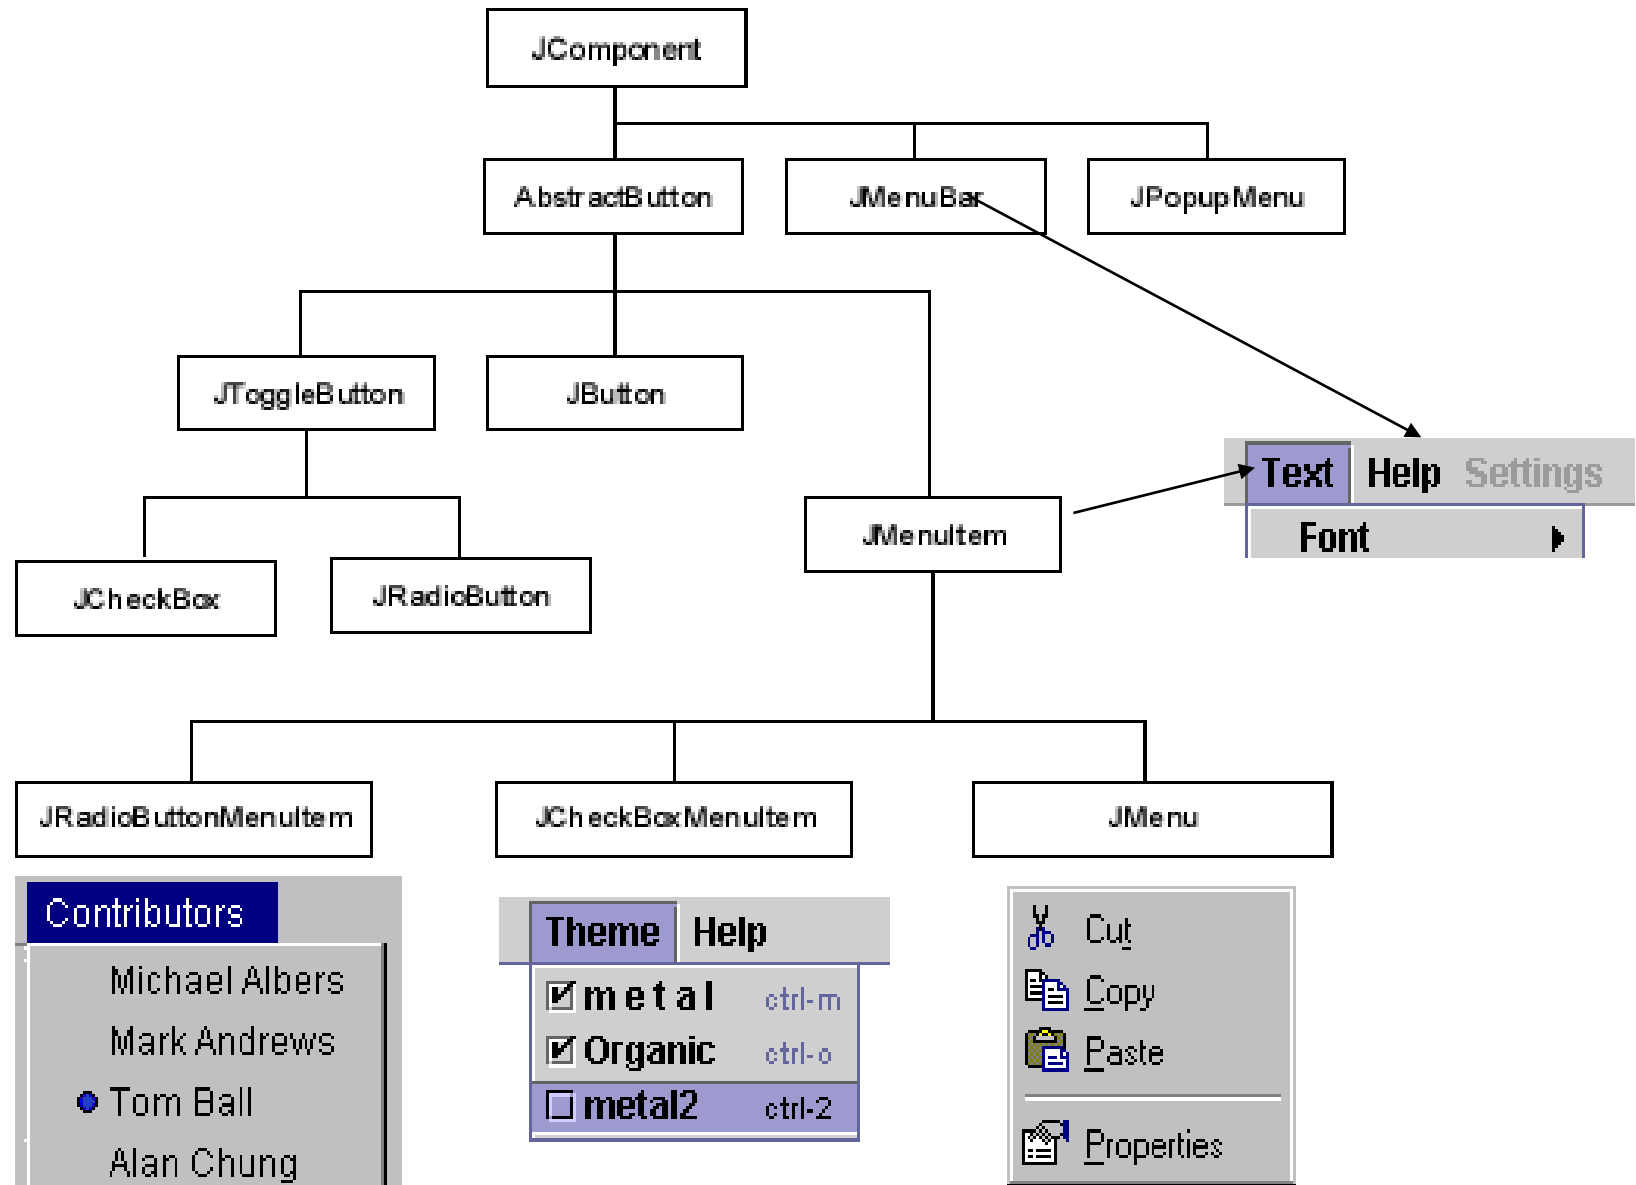 JComponent
AbstractButton
JMenuBar
JPopupMenu
JToggleButton
JButton
Text Help Settings
Font
JMenuItem
JCheckBox
JRadioButton
JRadioButtonMenuItem
JCheckBoxMenuItem
JMenu
Contributors
Michael Albers
Mark Andrews
Tom Ball
Alan Chung
Theme Help
metal ctrl-m
Organic ctrl-o
metal2 ctrl-2
Cut
Copy
Paste
Properties